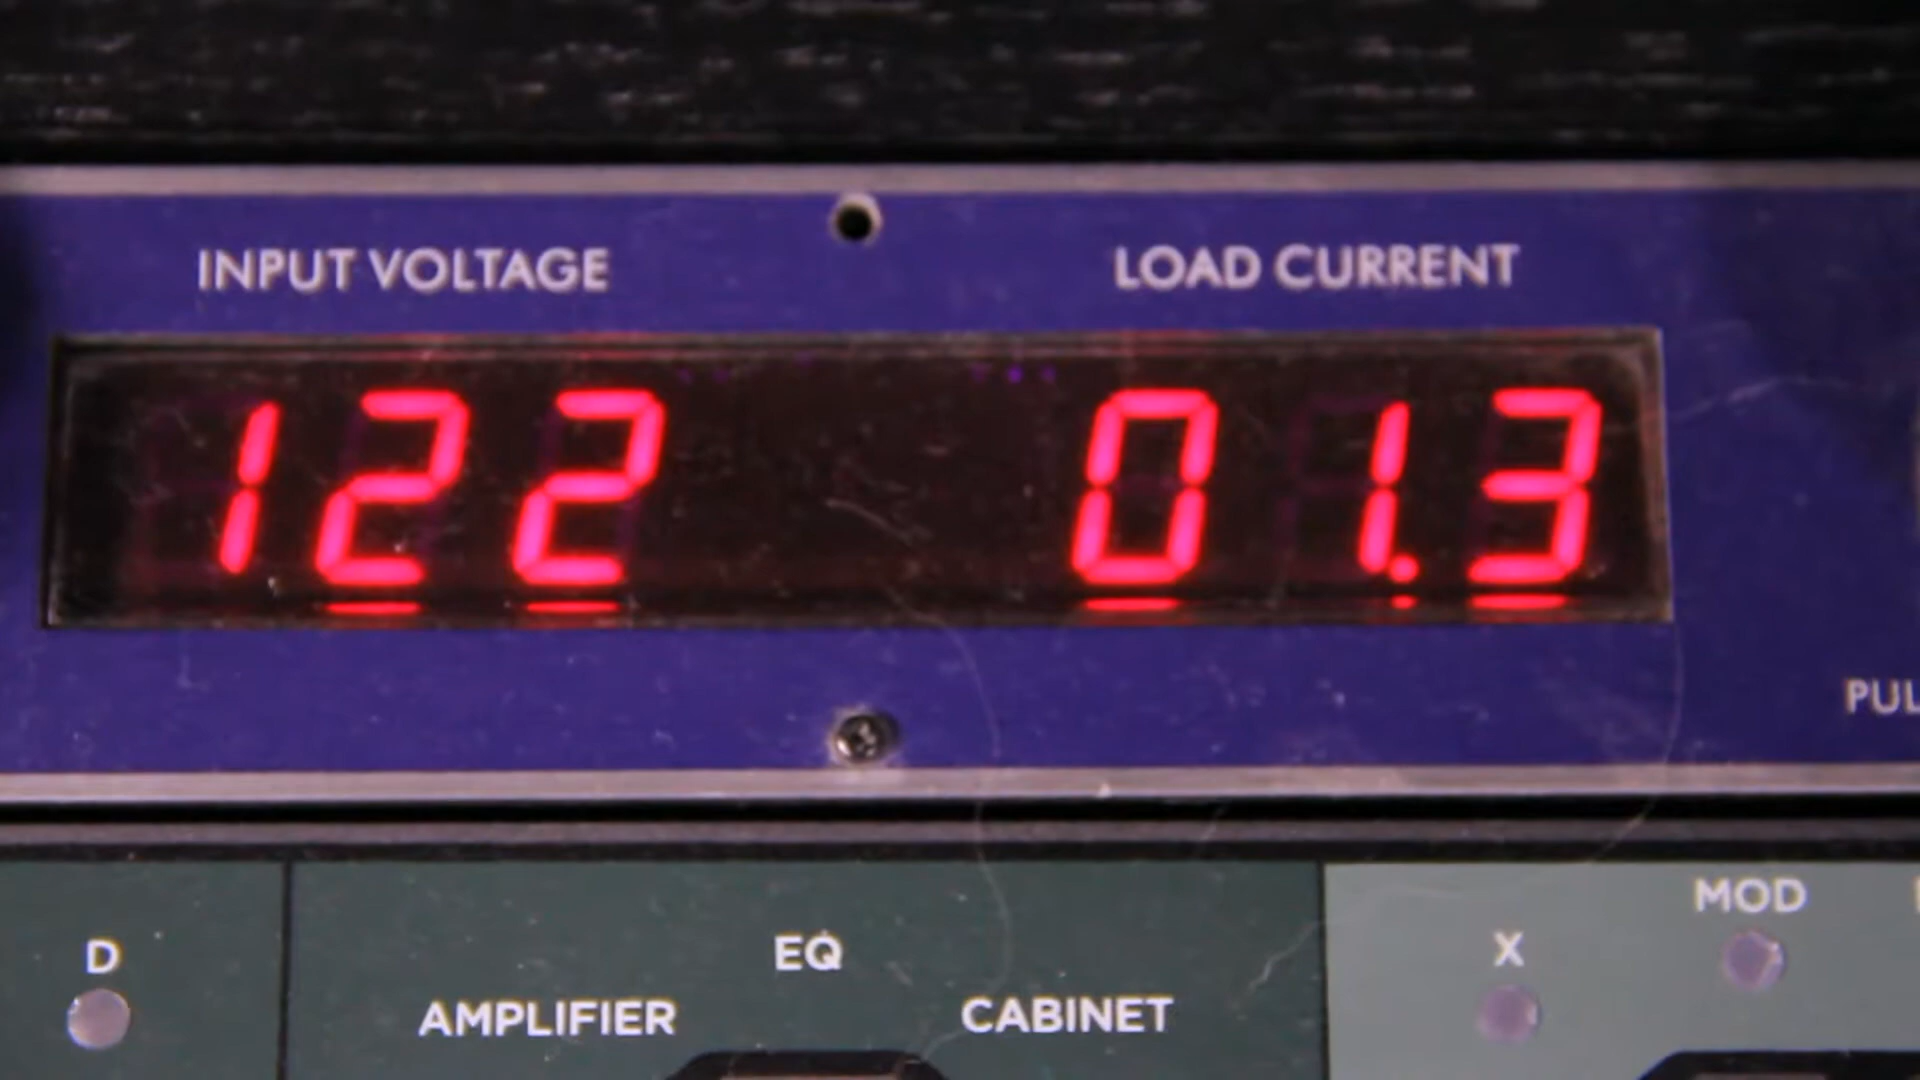 INPUT VOLTAGE LOAD CURRENT
122 01.3
PUL
MOD
D EQ X
AMPLIFIER CABINET